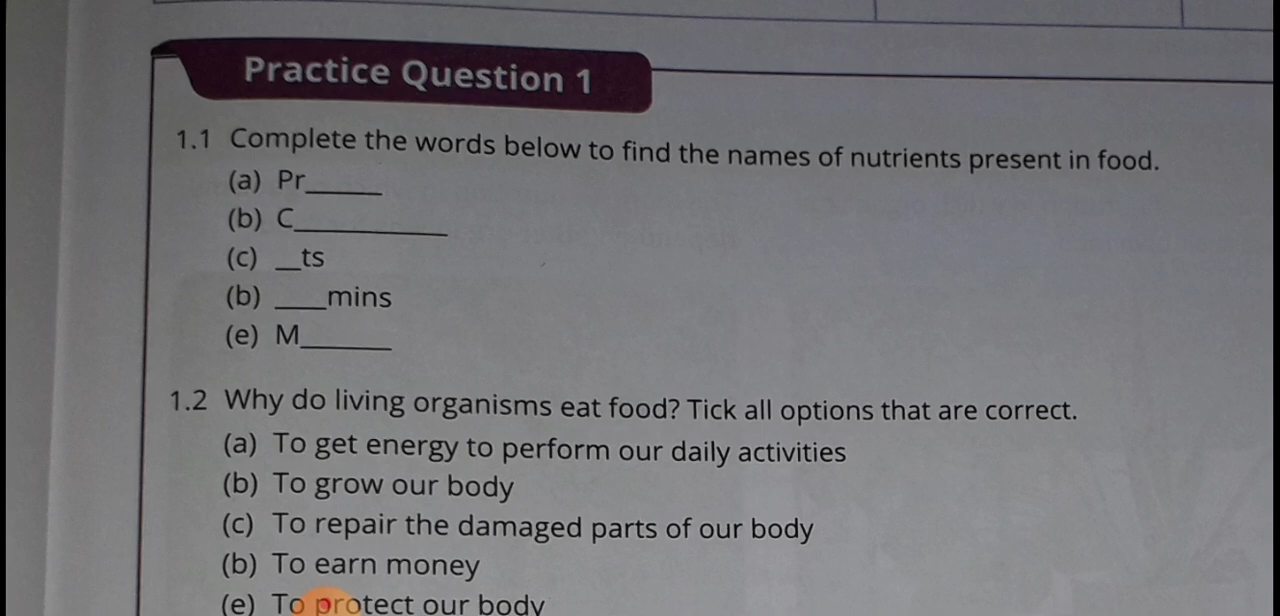 Practice Question 1
1.1 Complete the words below to find the names of nutrients present in food.
(a) Pr_____
(b) C__________
(c) __ts
(b) ____mins
(e) M______
1.2 Why do living organisms eat food? Tick all options that are correct.
(a) To get energy to perform our daily activities
(b) To grow our body
(c) To repair the damaged parts of our body
(b) To earn money
(e) To protect our body